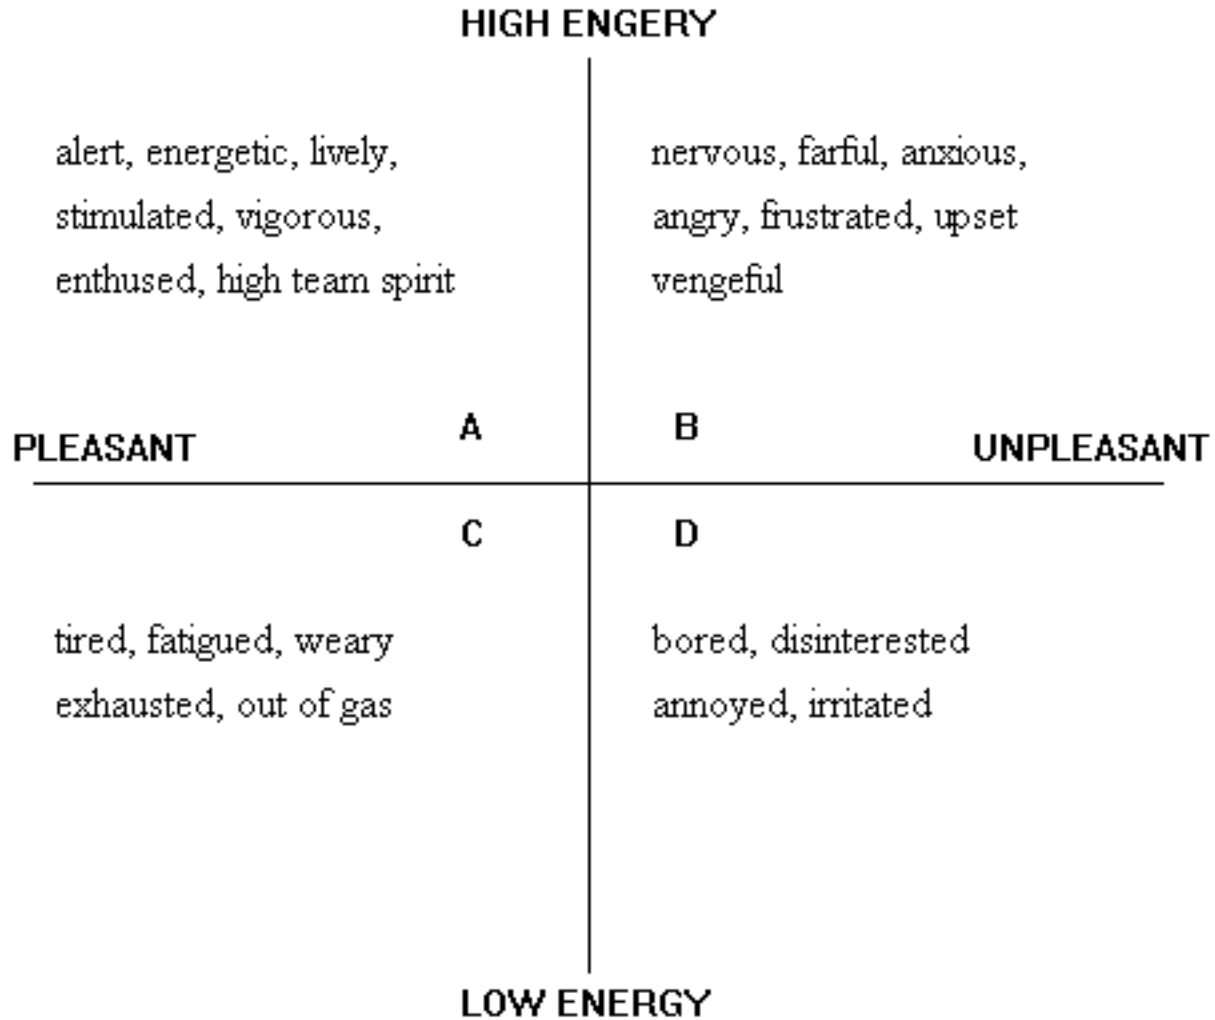 HIGH ENGERY
alert, energetic, lively,
stimulated, vigorous,
enthused, high team spirit
nervous, farful, anxious,
angry, frustrated, upset
vengeful
A
B
PLEASANT
UNPLEASANT
C
D
tired, fatigued, weary
exhausted, out of gas
bored, disinterested
annoyed, irritated
LOW ENERGY